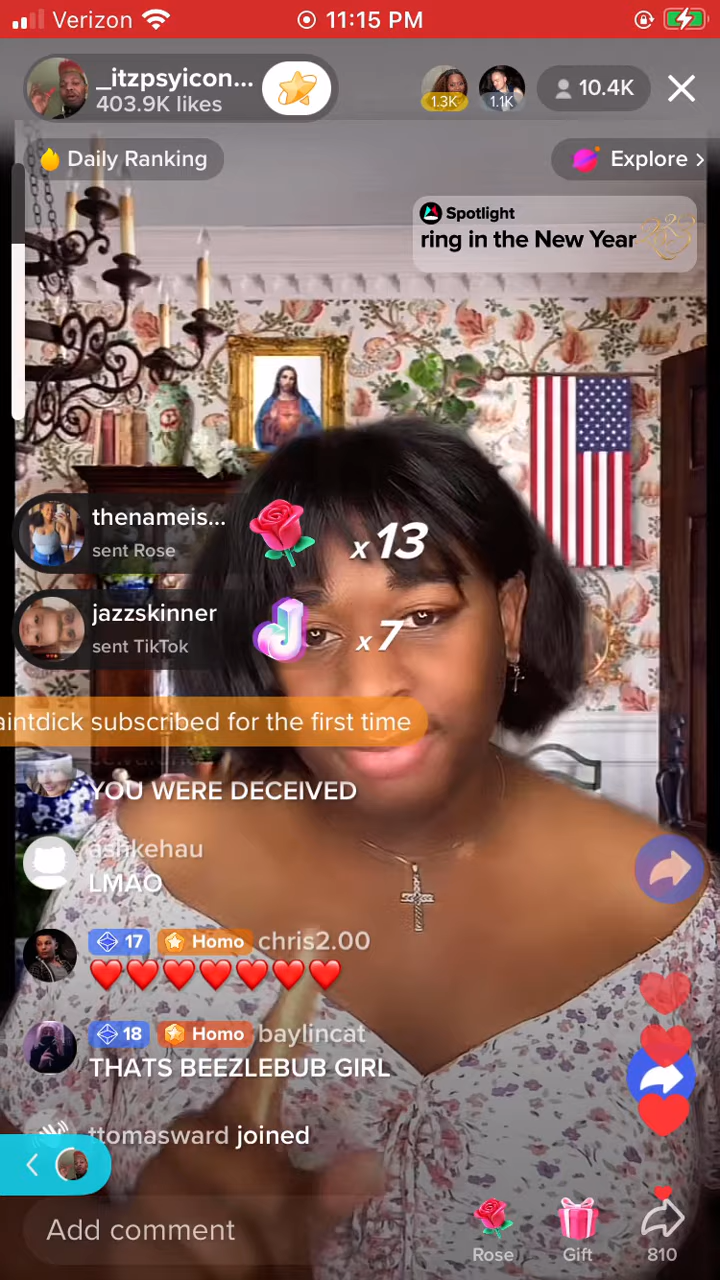 Verizon 11:15 PM
_itzpsyicon...
403.9K likes
1.3K
1.1K
10.4K
Daily Ranking
Explore >
Spotlight
ring in the New Year
thenameis...
sent Rose
x13
jazzskinner
sent TikTok
x7
aintdick subscribed for the first time
YOU WERE DECEIVED
ashkehau
LMAO
17 Homo chris2.00
18 Homo baylincat
THATS BEEZLEBUB GIRL
ttomasward joined
Add comment
Rose
Gift
810